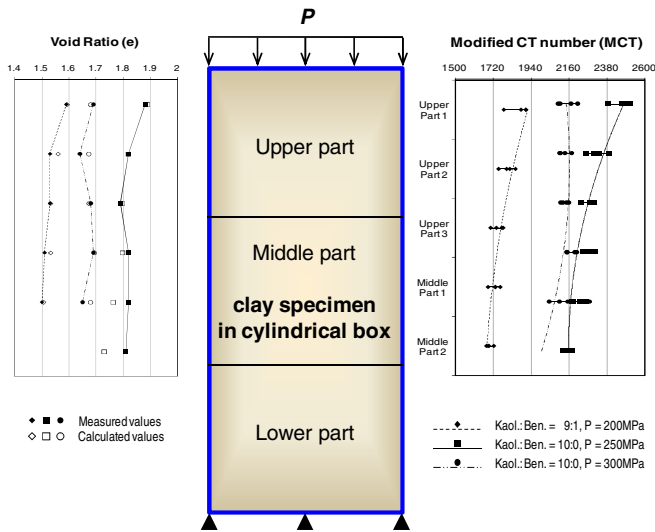 P
Void Ratio (e)
1.4 1.5 1.6 1.7 1.8 1.9 2
Upper part
Middle part
clay specimen
in cylindrical box
Lower part
Measured values
Calculated values
Modified CT number (MCT)
1500 1720 1940 2160 2380 2600
Upper
Part 1
Upper
Part 2
Upper
Part 3
Middle
Part 1
Middle
Part 2
Kaol.: Ben. = 9:1, P = 200MPa
Kaol.: Ben. = 10:0, P = 250MPa
Kaol.: Ben. = 10:0, P = 300MPa